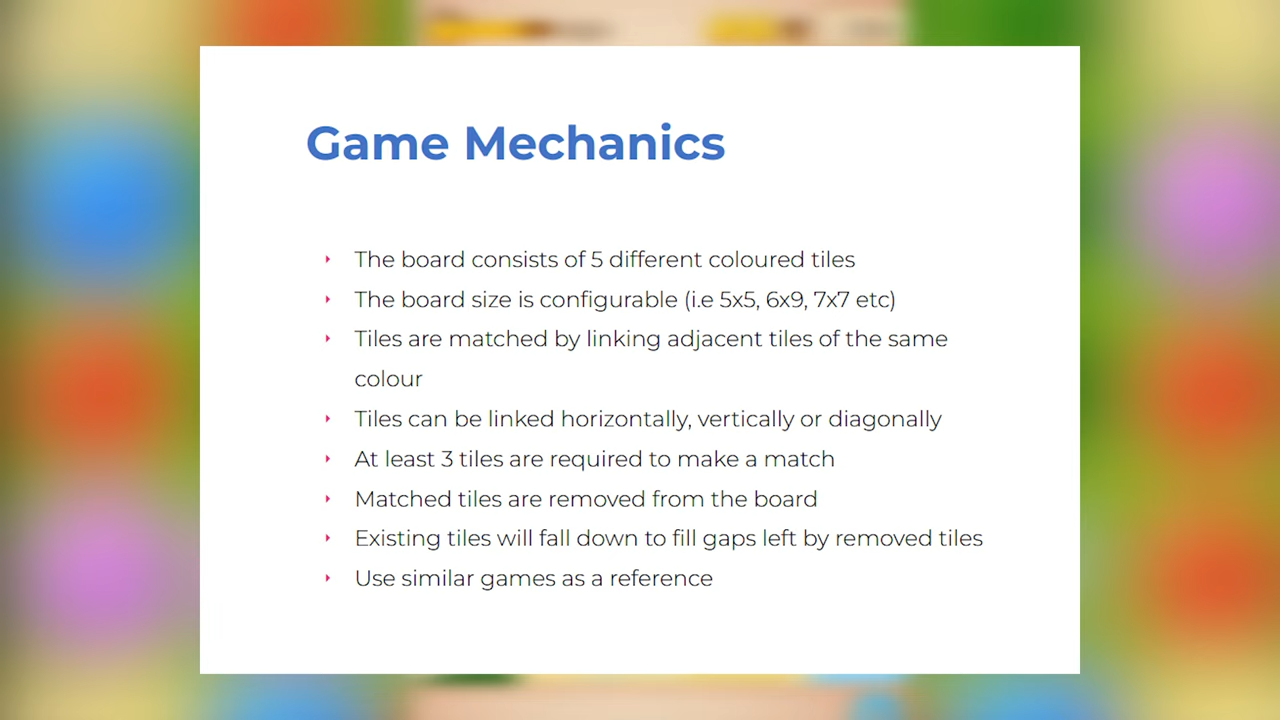 Game Mechanics
The board consists of 5 different coloured tiles
The board size is configurable (i.e 5x5, 6x9, 7x7 etc)
Tiles are matched by linking adjacent tiles of the same
colour
Tiles can be linked horizontally, vertically or diagonally
At least 3 tiles are required to make a match
Matched tiles are removed from the board
Existing tiles will fall down to fill gaps left by removed tiles
Use similar games as a reference